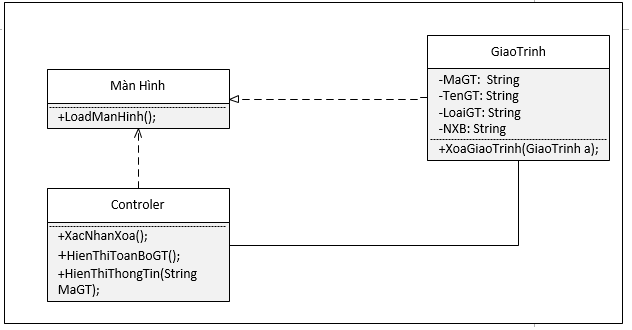 Màn Hình
+LoadManHinh();
GiaoTrinh
-MaGT: String
-TenGT: String
-LoaiGT: String
-NXB: String
+XoaGiaoTrinh(GiaoTrinh a);
Controler
+XacNhanXoa();
+HienThiToanBoGT();
+HienThiThongTin(String
MaGT);